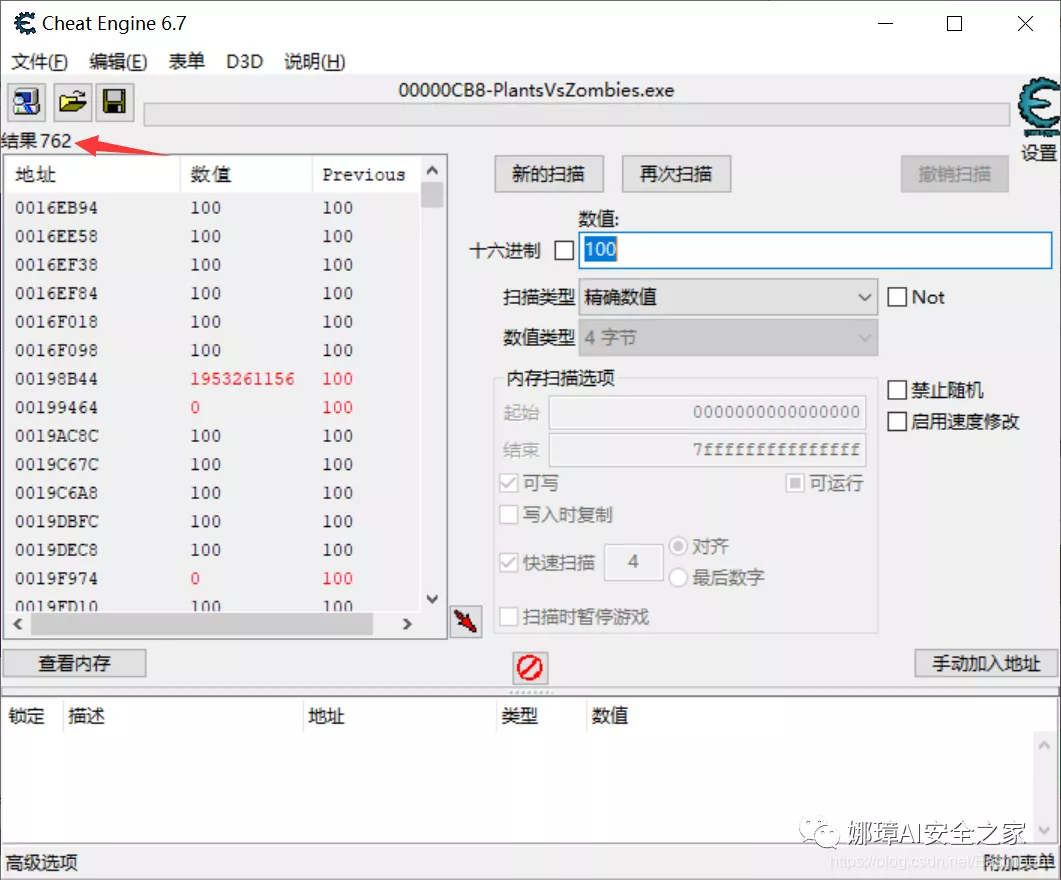 Cheat Engine 6.7
文件(F) 编辑(E) 表单 D3D 说明(H)
00000CB8-PlantsVsZombies.exe
设置
结果762
地址 数值 Previous
0016EB94 100 100
0016EE58 100 100
0016EF38 100 100
0016EF84 100 100
0016F018 100 100
0016F098 100 100
00198B44 1953261156 100
00199464 0 100
0019AC8C 100 100
0019C67C 100 100
0019C6A8 100 100
0019DBFC 100 100
0019DEC8 100 100
0019F974 0 100
0019FD10 100 100
新的扫描 再次扫描 撤销扫描
数值:
十六进制 100
扫描类型 精确数值 Not
数值类型 4 字节
内存扫描选项
起始 0000000000000000
结束 7fffffffffffffff
可写 可运行
写入时复制
快速扫描 4 对齐
最后数字
扫描时暂停游戏
禁止随机
启用速度修改
查看内存 手动加入地址
锁定 描述 地址 类型 数值
娜璋AI安全之家
高级选项 附加表单